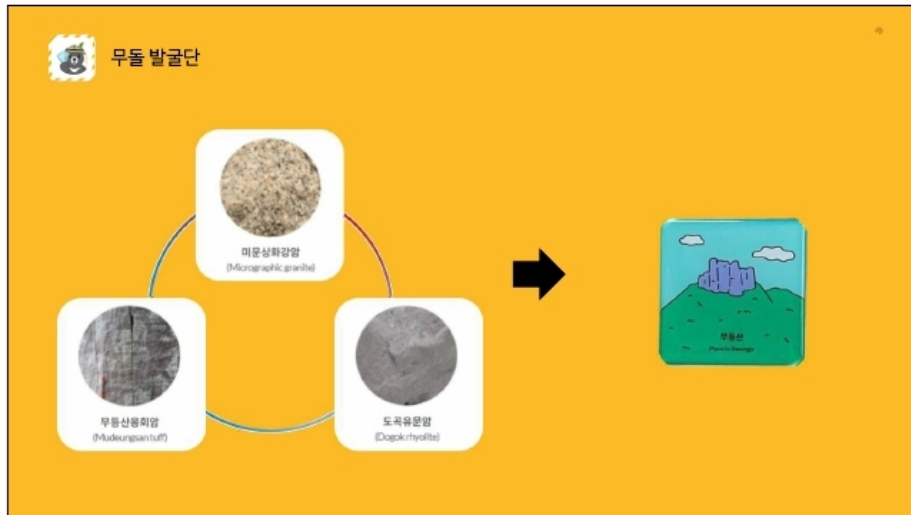 무돌 발굴단
미문상화강암
(Micrographic granite)
무등산응회암
(Mudeungsan tuff)
도곡유문암
(Dogok rhyolite)
무등산